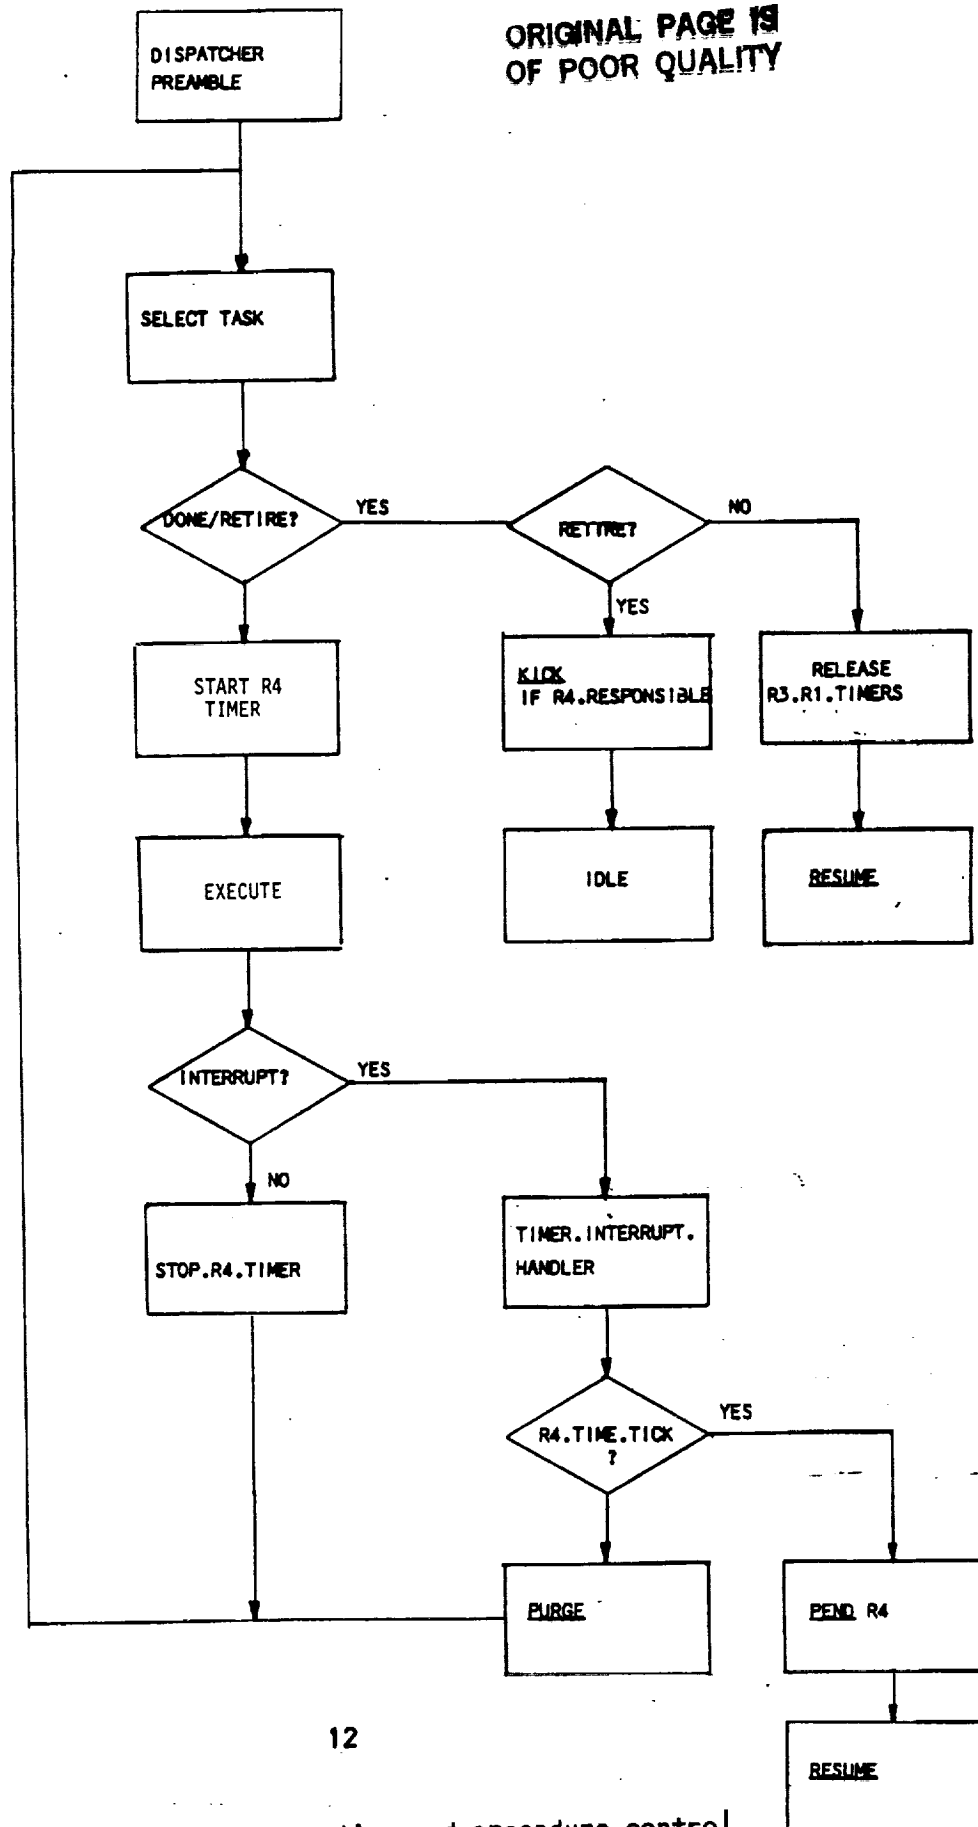 ORIGINAL PAGE IS
OF POOR QUALITY
DISPATCHER
PREAMBLE
SELECT TASK
DONE/RETIRE?
YES
RETIRE?
NO
YES
START R4
TIMER
KICK
IF R4.RESPONSIBLE
RELEASE
R3.R1.TIMERS
EXECUTE
IDLE
RESUME
INTERRUPT?
YES
NO
STOP.R4.TIMER
TIMER.INTERRUPT.
HANDLER
R4.TIME.TICK
?
YES
PURGE
PEND R4
12
RESUME
procedure control